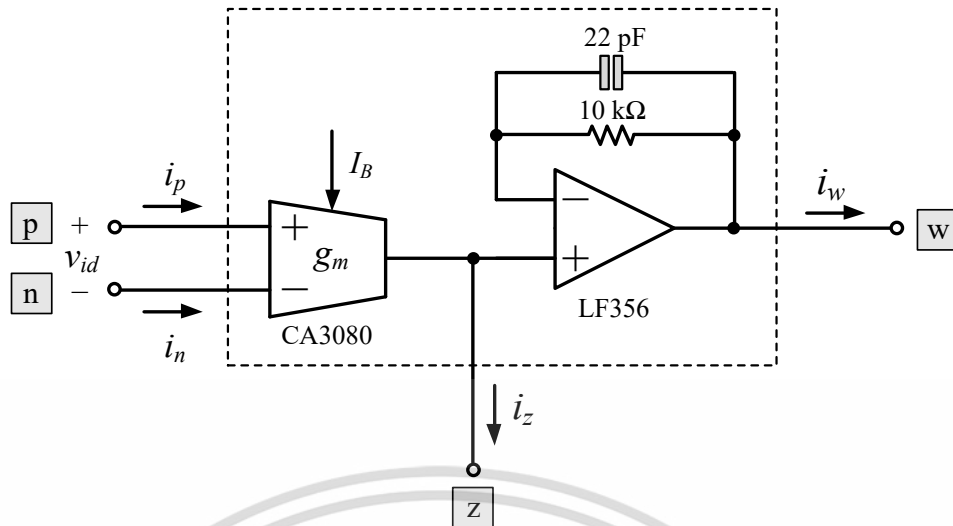 22 pF
10 kΩ
I_B
i_p
i_w
p
+
+
−
w
v_id
g_m
n
−
−
+
i_n
CA3080
LF356
i_z
z